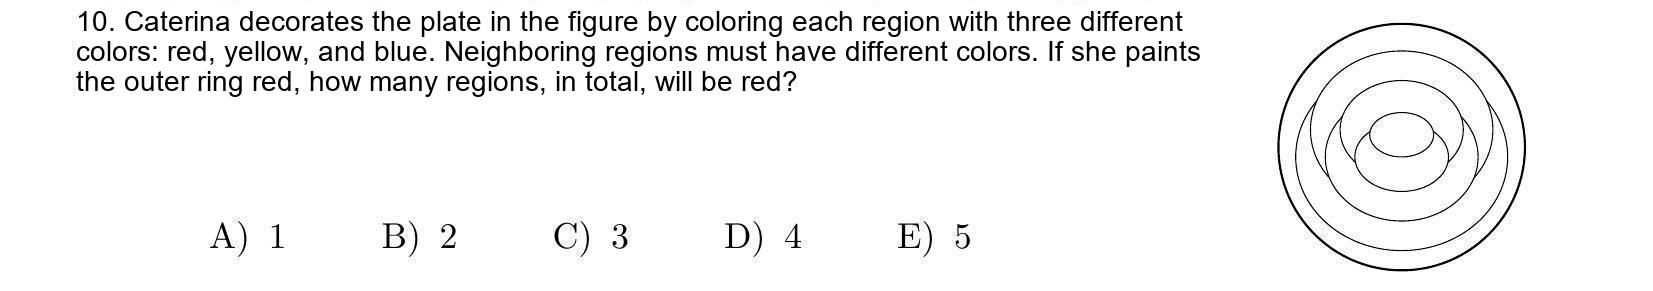 10. Caterina decorates the plate in the figure by coloring each region with three different
colors: red, yellow, and blue. Neighboring regions must have different colors. If she paints
the outer ring red, how many regions, in total, will be red?
A) 1 B) 2 C) 3 D) 4 E) 5